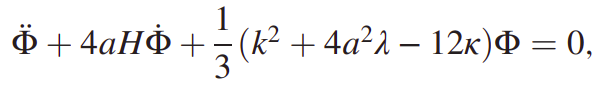 Φ̈ + 4aHΦ̇ + 1/3 (k² + 4a²λ − 12κ)Φ = 0,